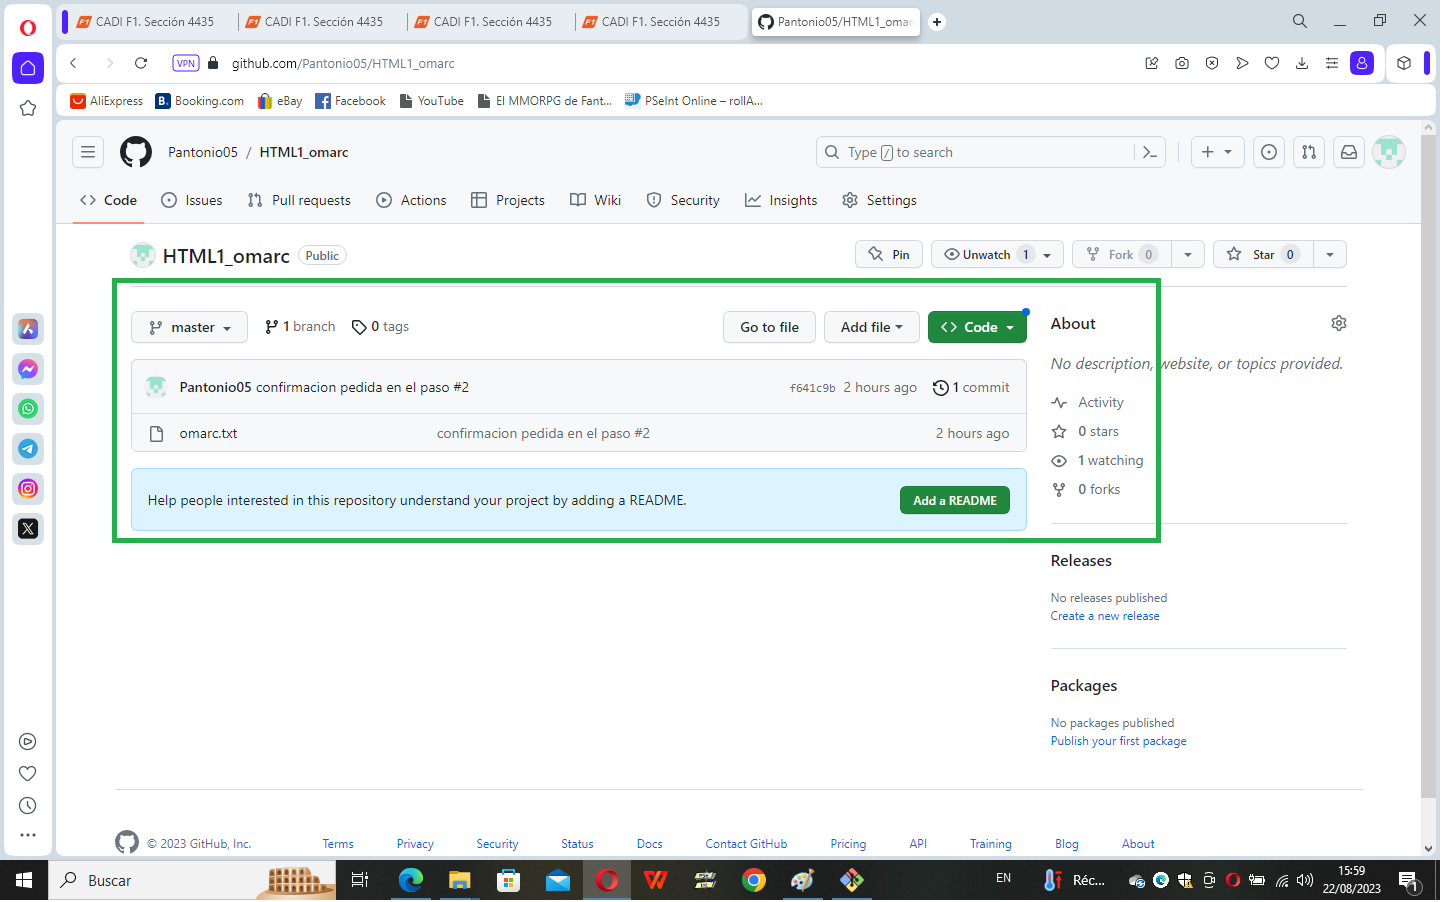 CADI F1. Sección 4435
CADI F1. Sección 4435
CADI F1. Sección 4435
CADI F1. Sección 4435
Pantonio05/HTML1_omar
VPN github.com/Pantonio05/HTML1_omarc
AliExpress Booking.com eBay Facebook YouTube El MMORPG de Fant... PSeInt Online – rollA...
Pantonio05 / HTML1_omarc
Type / to search
Code Issues Pull requests Actions Projects Wiki Security Insights Settings
HTML1_omarc Public
Pin Unwatch 1 Fork 0 Star 0
master 1 branch 0 tags
Go to file Add file Code
Pantonio05 confirmacion pedida en el paso #2 f641c9b 2 hours ago 1 commit
omarc.txt confirmacion pedida en el paso #2 2 hours ago
Help people interested in this repository understand your project by adding a README. Add a README
About
No description, website, or topics provided.
Activity
0 stars
1 watching
0 forks
Releases
No releases published
Create a new release
Packages
No packages published
Publish your first package
© 2023 GitHub, Inc. Terms Privacy Security Status Docs Contact GitHub Pricing API Training Blog About
Buscar
EN
Réc...
15:59
22/08/2023
1